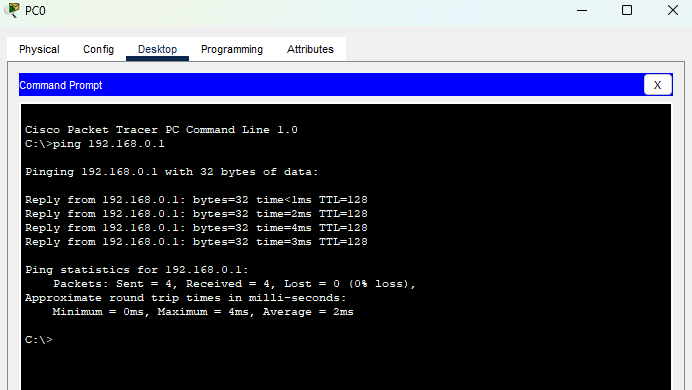 PC0
Physical Config Desktop Programming Attributes
Command Prompt
X
Cisco Packet Tracer PC Command Line 1.0
C:\>ping 192.168.0.1
Pinging 192.168.0.1 with 32 bytes of data:
Reply from 192.168.0.1: bytes=32 time<1ms TTL=128
Reply from 192.168.0.1: bytes=32 time=2ms TTL=128
Reply from 192.168.0.1: bytes=32 time=4ms TTL=128
Reply from 192.168.0.1: bytes=32 time=3ms TTL=128
Ping statistics for 192.168.0.1:
Packets: Sent = 4, Received = 4, Lost = 0 (0% loss),
Approximate round trip times in milli-seconds:
Minimum = 0ms, Maximum = 4ms, Average = 2ms
C:\>